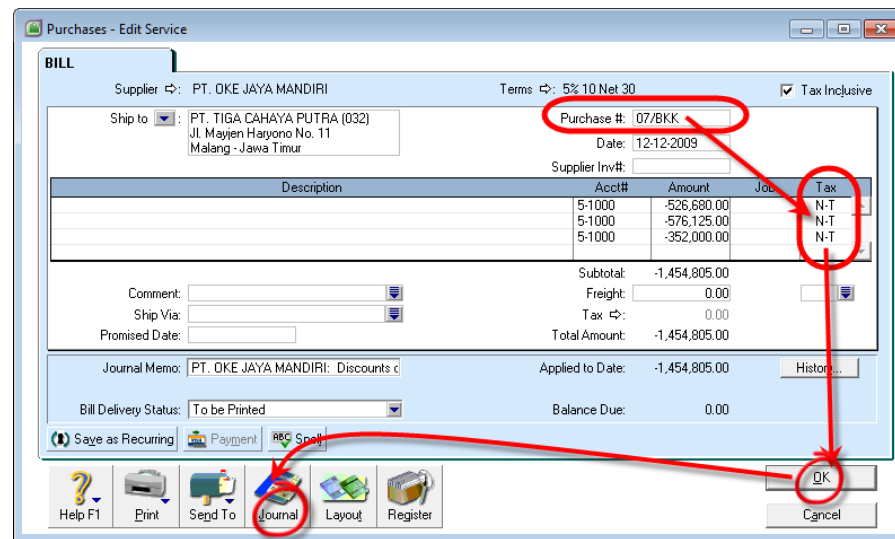 Purchases - Edit Service
BILL
Supplier ⇨: PT. OKE JAYA MANDIRI Terms ⇨: 5% 10 Net 30 Tax Inclusive
Ship to : PT. TIGA CAHAYA PUTRA (032) Purchase #: 07/BKK
Jl. Mayjen Haryono No. 11
Malang - Jawa Timur Date: 12-12-2009
Supplier Inv#:
Description Acct# Amount Job Tax
5-1000 -526,680.00 N-T
5-1000 -576,125.00 N-T
5-1000 -352,000.00 N-T
Subtotal: -1,454,805.00
Comment: Freight: 0.00
Ship Via: Tax ⇨: 0.00
Promised Date: Total Amount: -1,454,805.00
Journal Memo: PT. OKE JAYA MANDIRI: Discounts Applied to Date: -1,454,805.00 History...
Bill Delivery Status: To be Printed Balance Due: 0.00
Save as Recurring Payment ABC Spell
Help F1 Print Send To Journal Layout Register OK
Cancel